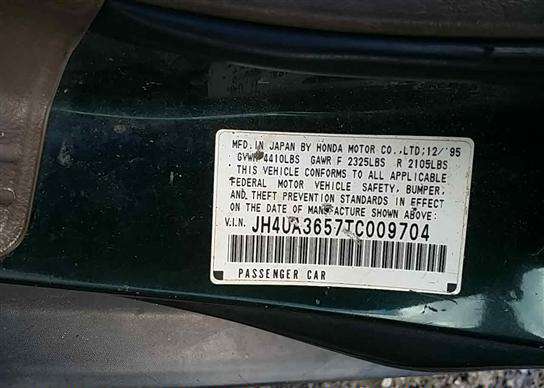 MFD. IN JAPAN BY HONDA MOTOR CO.,LTD;12/'95
GVWR 4410LBS GAWR F 2325LBS R 2105LBS
THIS VEHICLE CONFORMS TO ALL APPLICABLE
FEDERAL MOTOR VEHICLE SAFETY, BUMPER,
AND THEFT PREVENTION STANDARDS IN EFFECT
ON THE DATE OF MANUFACTURE SHOWN ABOVE:
V.I.N. JH4UA3657TC009704
PASSENGER CAR